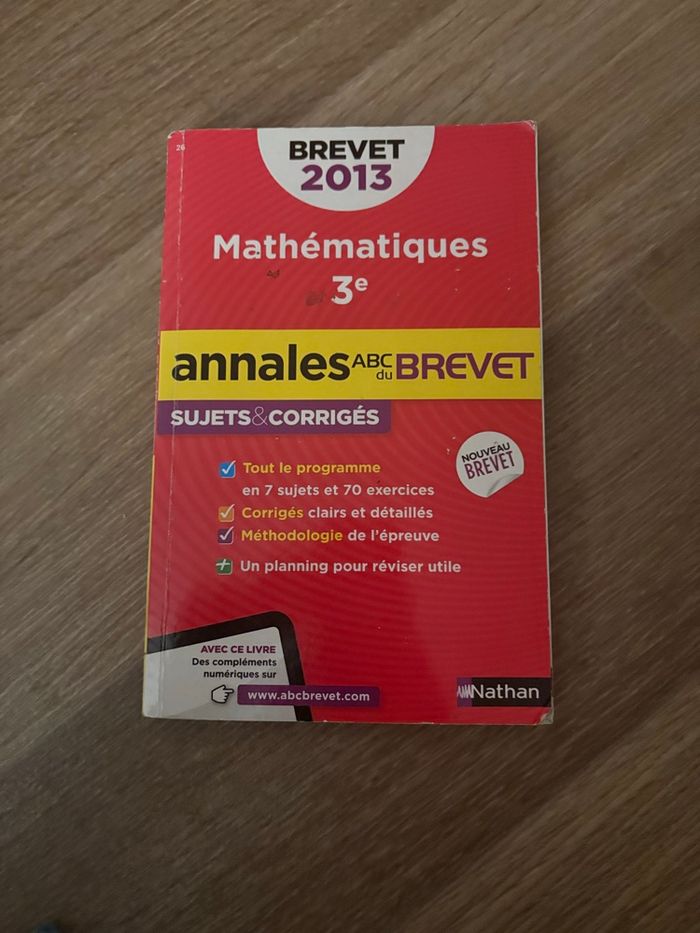 26
BREVET
2013
Mathématiques
3e
annales ABC du BREVET
SUJETS&CORRIGÉS
NOUVEAU
BREVET
Tout le programme
en 7 sujets et 70 exercices
Corrigés clairs et détaillés
Méthodologie de l'épreuve
Un planning pour réviser utile
AVEC CE LIVRE
Des compléments
numériques sur
www.abcbrevet.com
Nathan